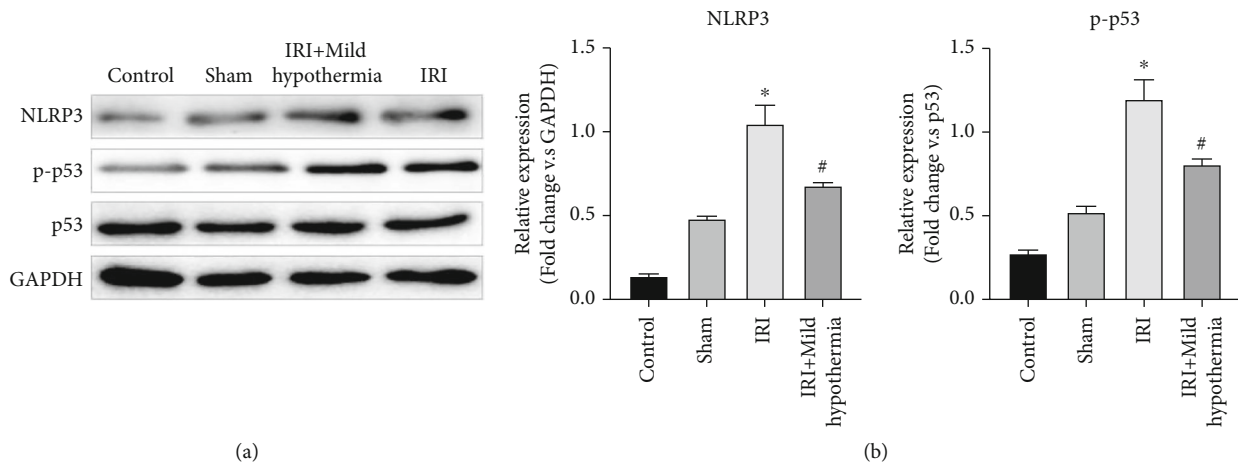 Control
Sham
IRI+Mild
hypothermia
IRI
NLRP3
p-p53
p53
GAPDH
(a)
NLRP3
Relative expression
(Fold change v.s GAPDH)
1.5
1.0
0.5
0.0
*
#
Control
Sham
IRI
IRI+Mild
hypothermia
p-p53
Relative expression
(Fold change v.s p53)
1.5
1.0
0.5
0.0
*
#
Control
Sham
IRI
IRI+Mild
hypothermia
(b)